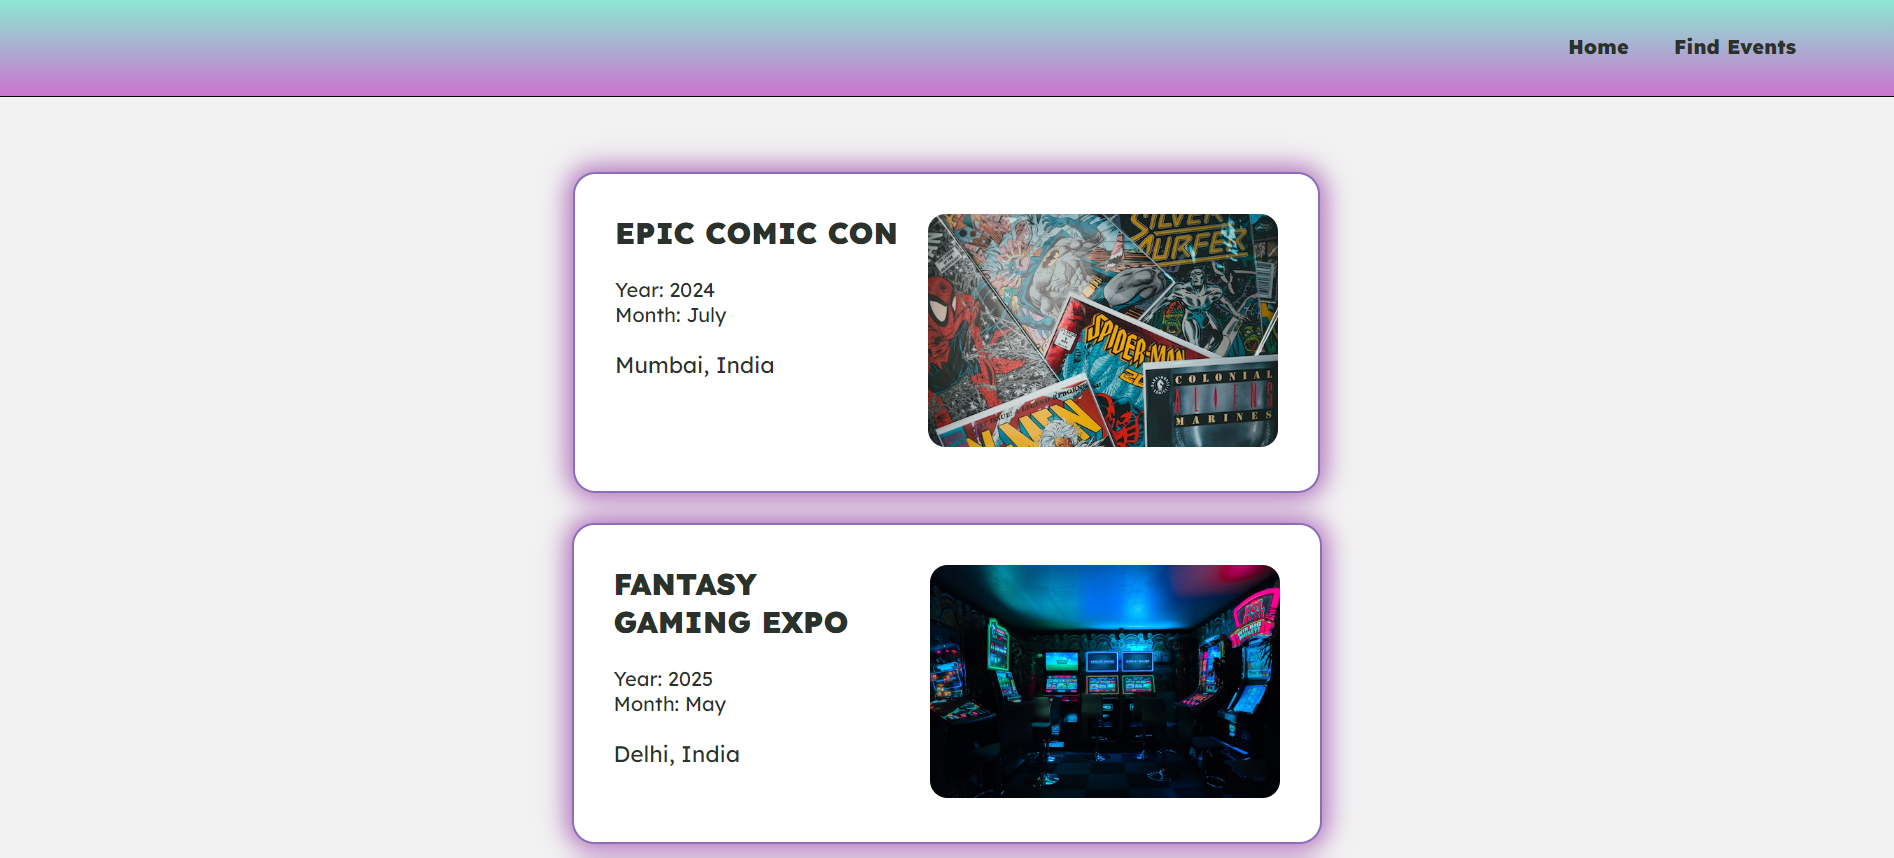 Home Find Events
EPIC COMIC CON
Year: 2024
Month: July
Mumbai, India
SILVER
SURFER
SPIDER-MAN
COLONIAL
ALIENS
MARINES
X-MEN
FANTASY
GAMING EXPO
Year: 2025
Month: May
Delhi, India